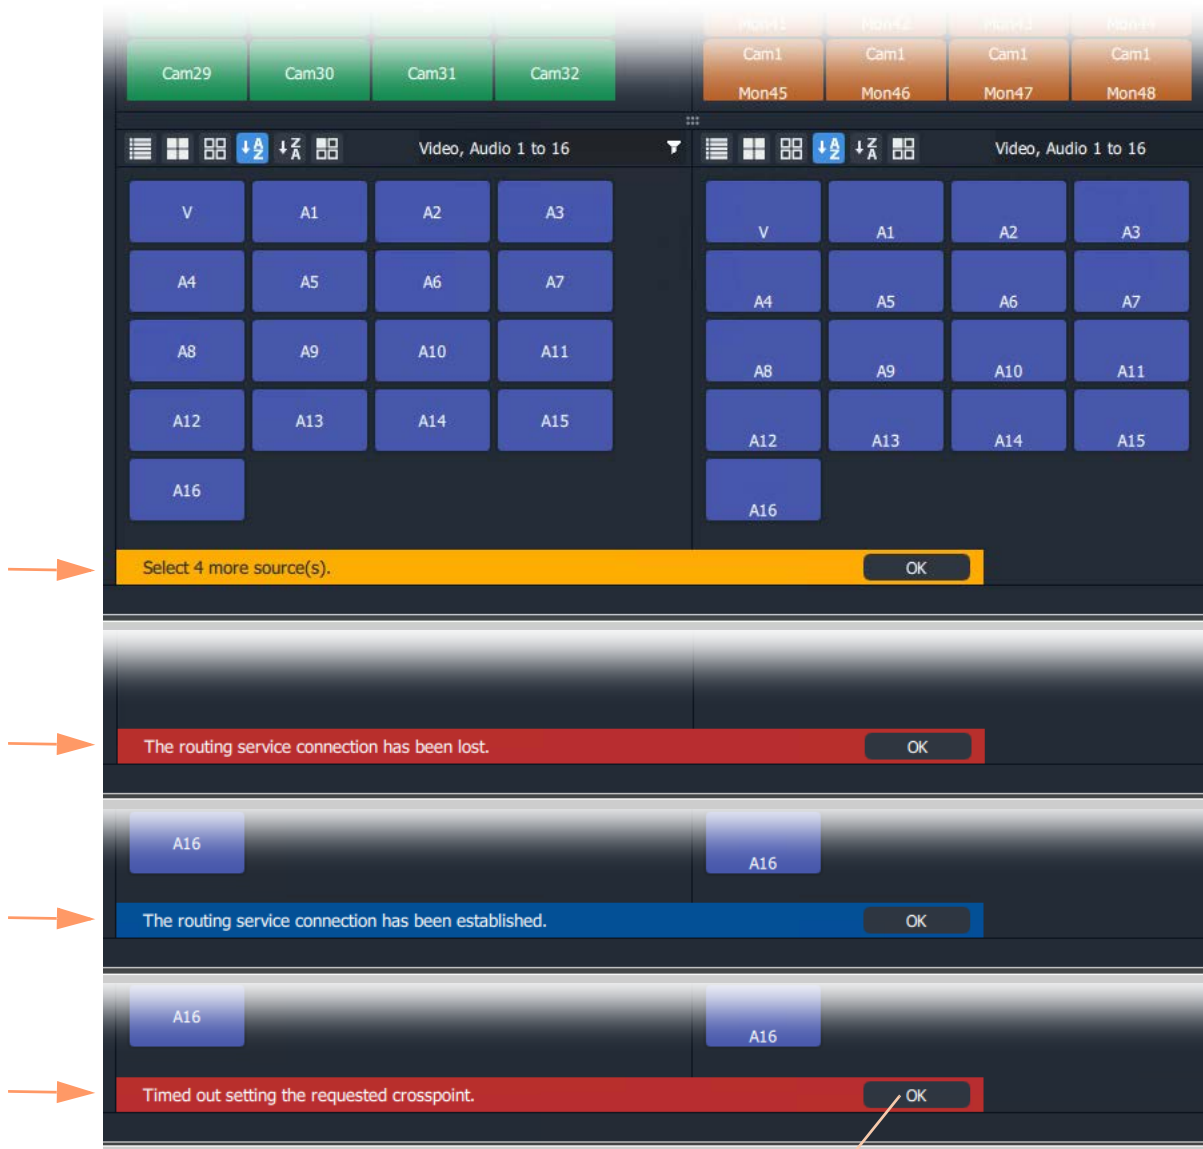 Mon41 Mon42 Mon43 Mon44
Cam29 Cam30 Cam31 Cam32
Cam1 Cam1 Cam1 Cam1
Mon45 Mon46 Mon47 Mon48
Video, Audio 1 to 16
Video, Audio 1 to 16
V A1 A2 A3
A4 A5 A6 A7
A8 A9 A10 A11
A12 A13 A14 A15
A16
V A1 A2 A3
A4 A5 A6 A7
A8 A9 A10 A11
A12 A13 A14 A15
A16
Select 4 more source(s). OK
The routing service connection has been lost. OK
A16 A16
The routing service connection has been established. OK
A16 A16
Timed out setting the requested crosspoint. OK